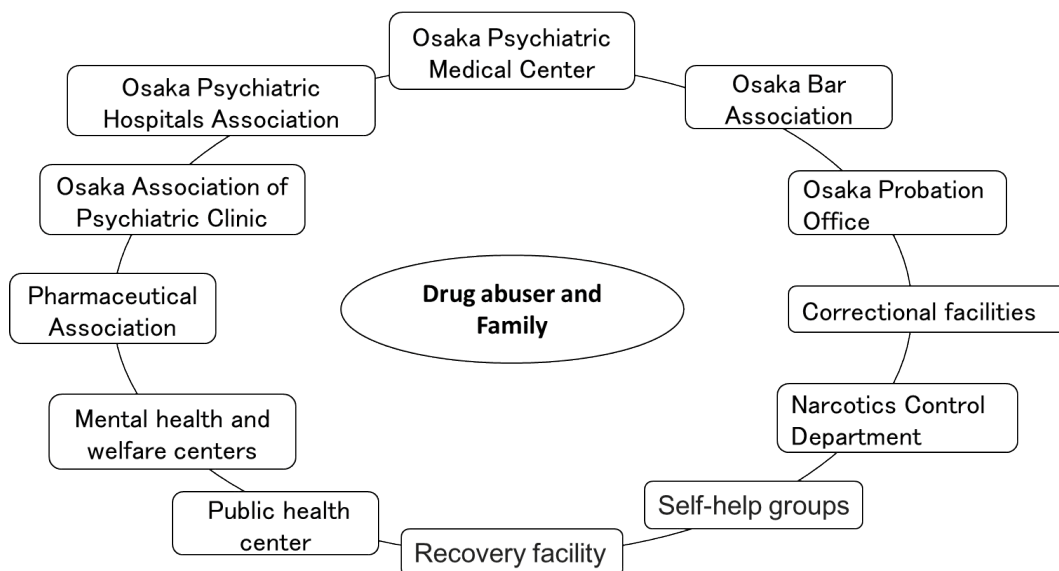 Osaka Psychiatric
Medical Center
Osaka Psychiatric
Hospitals Association
Osaka Bar
Association
Osaka Association of
Psychiatric Clinic
Osaka Probation
Office
Pharmaceutical
Association
Drug abuser and
Family
Correctional facilities
Mental health and
welfare centers
Narcotics Control
Department
Public health
center
Self-help groups
Recovery facility